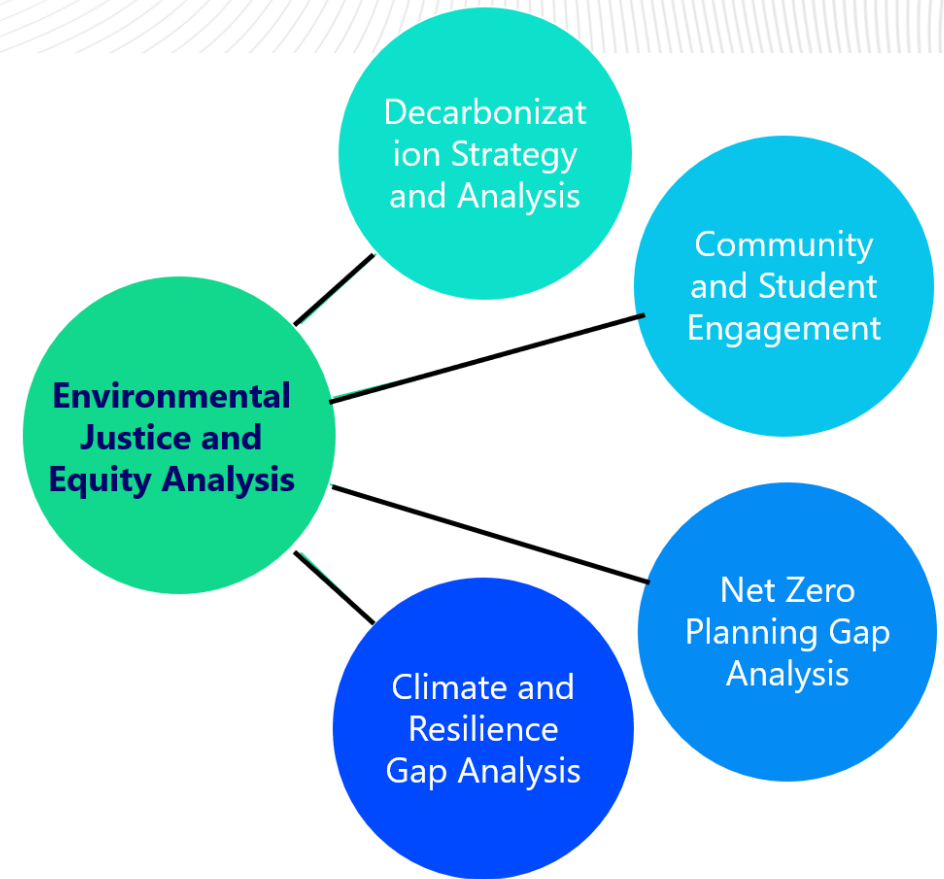 Decarbonizat
ion Strategy
and Analysis
Community
and Student
Engagement
Environmental
Justice and
Equity Analysis
Net Zero
Planning Gap
Analysis
Climate and
Resilience
Gap Analysis